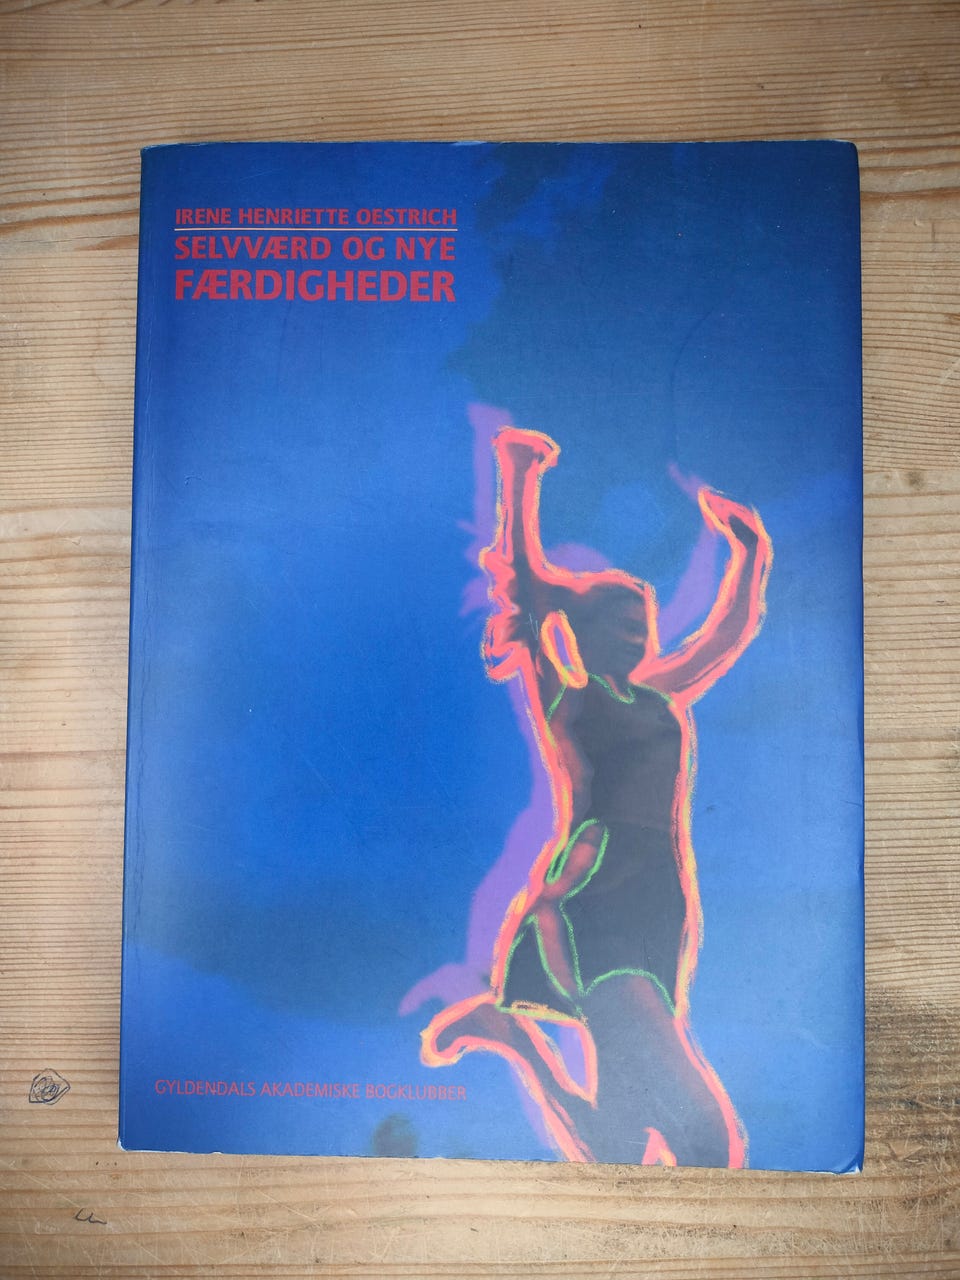 IRENE HENRIETTE OESTRICH
SELVVÆRD OG NYE
FÆRDIGHEDER
GYLDENDALS AKADEMISKE BOGKLUBBER